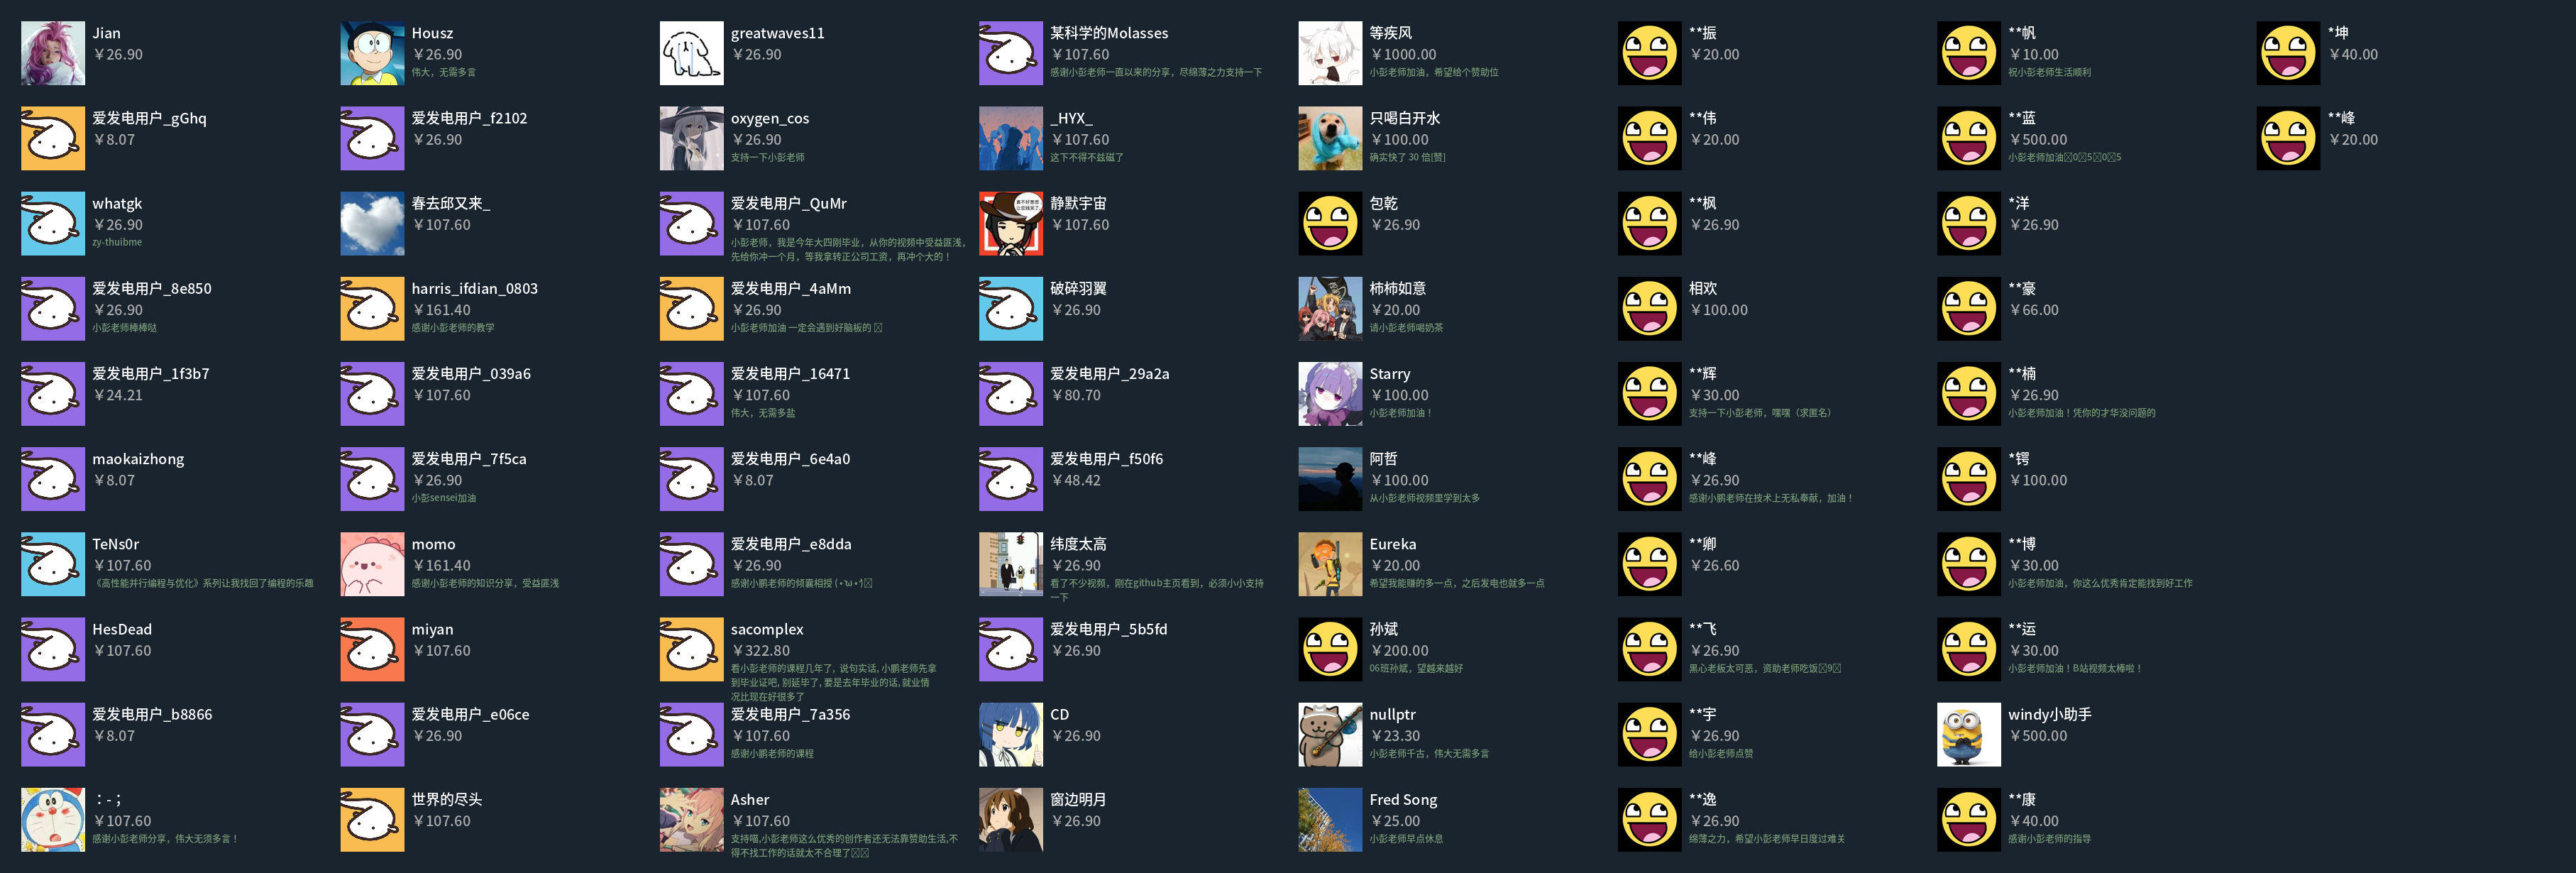 Jian
￥26.90
爱发电用户_gGhq
￥8.07
whatgk
￥26.90
zy-thuibme
爱发电用户_8e850
￥26.90
小彭老师棒棒哒
爱发电用户_1f3b7
￥24.21
maokaizhong
￥8.07
TeNs0r
￥107.60
《高性能并行编程与优化》系列让我找回了编程的乐趣
HesDead
￥107.60
爱发电用户_b8866
￥8.07
：-；
￥107.60
感谢小彭老师分享，伟大无须多言！
Housz
￥26.90
伟大，无需多言
爱发电用户_f2102
￥26.90
春去邱又来_
￥107.60
harris_ifdian_0803
￥161.40
感谢小彭老师的教学
爱发电用户_039a6
￥107.60
爱发电用户_7f5ca
￥26.90
小彭sensei加油
momo
￥161.40
感谢小彭老师的知识分享，受益匪浅
miyan
￥107.60
爱发电用户_e06ce
￥26.90
世界的尽头
￥107.60
greatwaves11
￥26.90
oxygen_cos
￥26.90
支持一下小彭老师
爱发电用户_QuMr
￥107.60
小彭老师，我是今年大四刚毕业，从你的视频中受益匪浅，
先给你冲一个月，等我拿转正公司工资，再冲个大的！
爱发电用户_4aMm
￥26.90
小彭老师加油 一定会遇到好脑板的
爱发电用户_16471
￥107.60
伟大，无需多盐
爱发电用户_6e4a0
￥8.07
爱发电用户_e8dda
￥26.90
感谢小鹏老师的倾囊相授 (•̀ω•́)
sacomplex
￥322.80
看小彭老师的课程几年了, 说句实话, 小鹏老师先拿
到毕业证吧, 别延毕了, 要是去年毕业的话, 就业情
况比现在好很多了
爱发电用户_7a356
￥107.60
感谢小鹏老师的课程
Asher
￥107.60
支持喵,小彭老师这么优秀的创作者还无法靠赞助生活,不
得不找工作的话就太不合理了
某科学的Molasses
￥107.60
感谢小彭老师一直以来的分享，尽绵薄之力支持一下
_HYX_
￥107.60
这下不得不兹磁了
静默宇宙
￥107.60
破碎羽翼
￥26.90
爱发电用户_29a2a
￥80.70
爱发电用户_f50f6
￥48.42
纬度太高
￥26.90
看了不少视频，刚在github主页看到，必须小小支持
一下
爱发电用户_5b5fd
￥26.90
CD
￥26.90
窗边明月
￥26.90
等疾风
￥1000.00
小彭老师加油，希望给个赞助位
只喝白开水
￥100.00
确实快了 30 倍[赞]
包乾
￥26.90
柿柿如意
￥20.00
请小彭老师喝奶茶
Starry
￥100.00
小彭老师加油！
阿哲
￥100.00
从小彭老师视频里学到太多
Eureka
￥20.00
希望我能赚的多一点，之后发电也就多一点
孙斌
￥200.00
06班孙斌，望越来越好
nullptr
￥23.30
小彭老师千古，伟大无需多言
Fred Song
￥25.00
小彭老师早点休息
**振
￥20.00
**伟
￥20.00
**枫
￥26.90
相欢
￥100.00
**辉
￥30.00
支持一下小彭老师，嘿嘿（求匿名）
**峰
￥26.90
感谢小鹏老师在技术上无私奉献，加油！
**卿
￥26.60
**飞
￥26.90
黑心老板太可恶，资助老师吃饭9
**宇
￥26.90
给小彭老师点赞
**逸
￥26.90
绵薄之力，希望小彭老师早日度过难关
**帆
￥10.00
祝小彭老师生活顺利
**蓝
￥500.00
小彭老师加油0505
*洋
￥26.90
**豪
￥66.00
**楠
￥26.90
小彭老师加油！凭你的才华没问题的
*锷
￥100.00
**博
￥30.00
小彭老师加油，你这么优秀肯定能找到好工作
**运
￥30.00
小彭老师加油！B站视频太棒啦！
windy小助手
￥500.00
**康
￥40.00
感谢小彭老师的指导
*坤
￥40.00
**峰
￥20.00